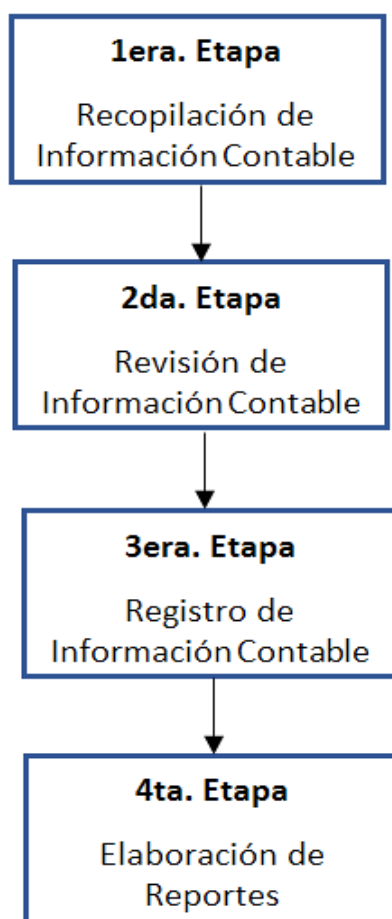 1era. Etapa
Recopilación de
Información Contable
2da. Etapa
Revisión de
Información Contable
3era. Etapa
Registro de
Información Contable
4ta. Etapa
Elaboración de
Reportes